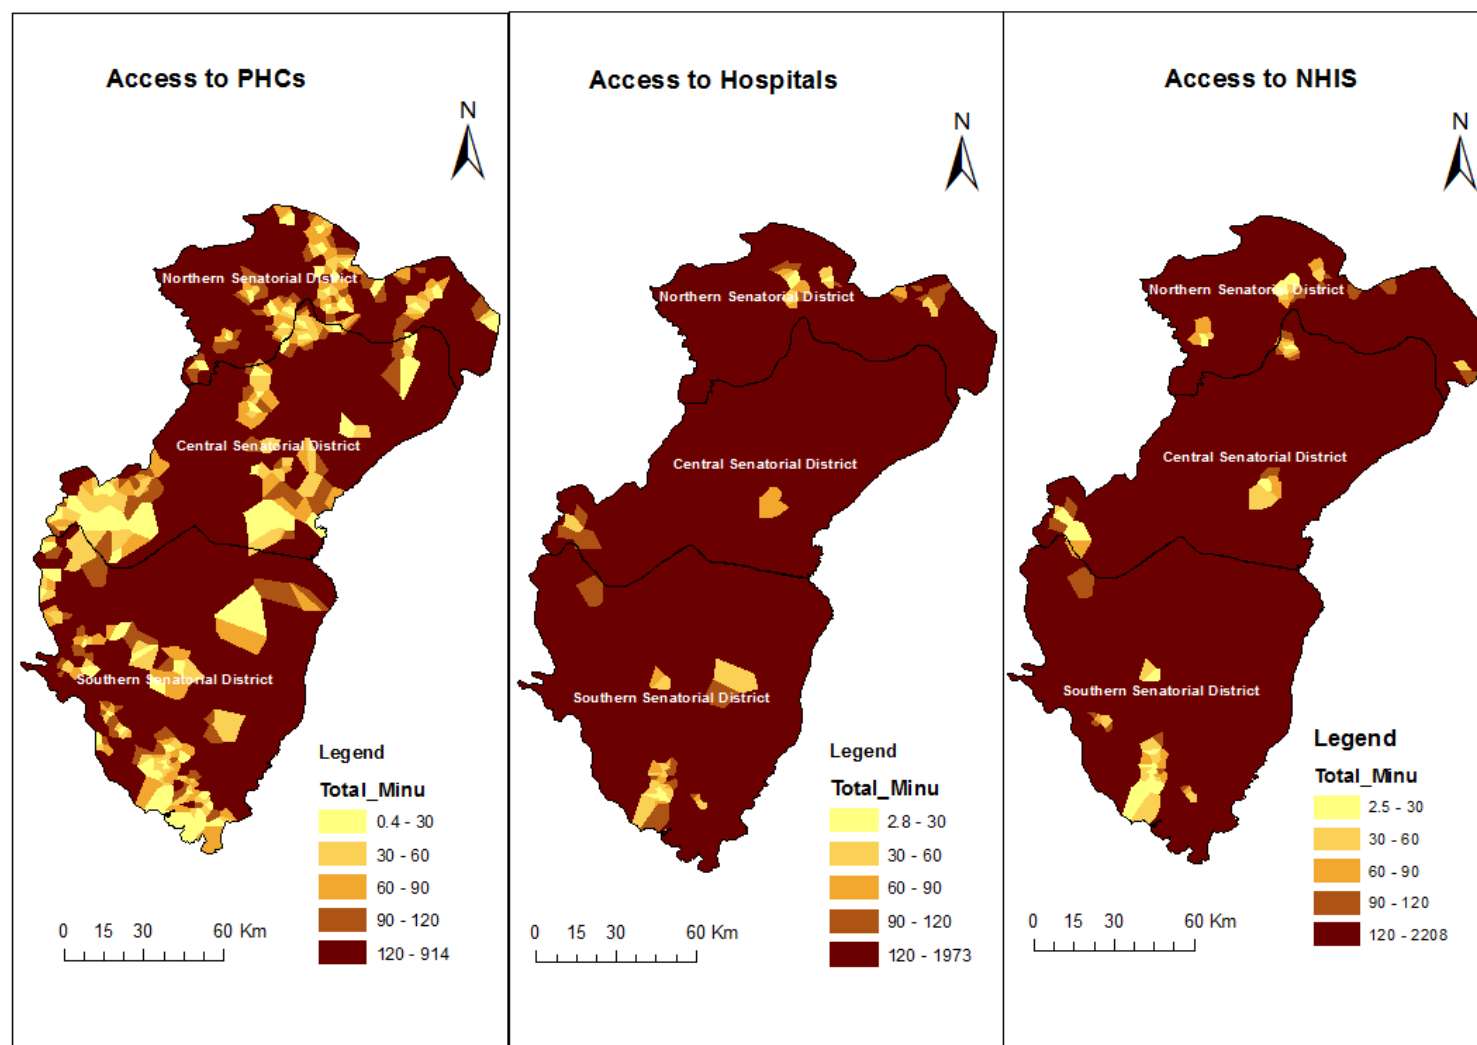 Access to PHCs
N
Northern Senatorial District
Central Senatorial District
Southern Senatorial District
Legend
Total_Minu
0.4 - 30
30 - 60
60 - 90
90 - 120
120 - 914
0 15 30 60 Km
Access to Hospitals
N
Northern Senatorial District
Central Senatorial District
Southern Senatorial District
Legend
Total_Minu
2.8 - 30
30 - 60
60 - 90
90 - 120
120 - 1973
0 15 30 60 Km
Access to NHIS
N
Northern Senatorial District
Central Senatorial District
Southern Senatorial District
Legend
Total_Minu
2.5 - 30
30 - 60
60 - 90
90 - 120
120 - 2208
0 15 30 60 Km